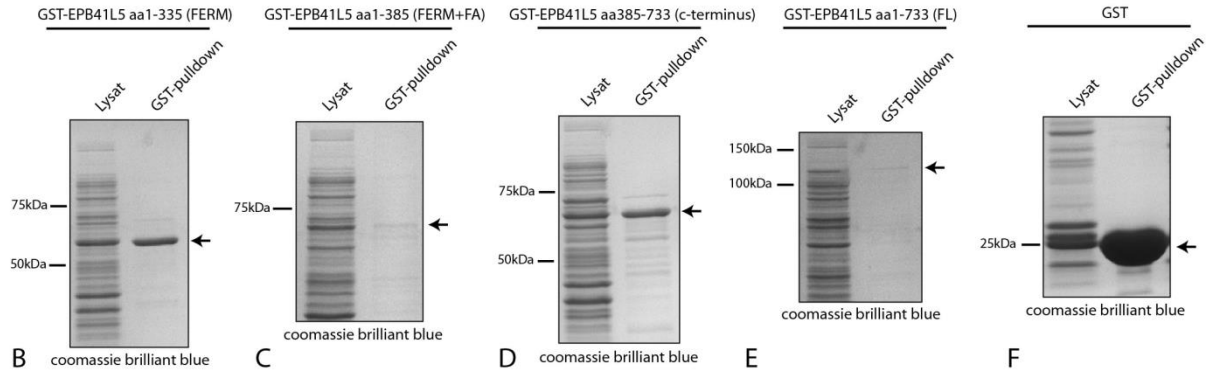 GST-EPB41L5 aa1-335 (FERM)
Lysat
GST-pulldown
75kDa
50kDa
coomassie brilliant blue
B
GST-EPB41L5 aa1-385 (FERM+FA)
Lysat
GST-pulldown
75kDa
coomassie brilliant blue
C
GST-EPB41L5 aa385-733 (c-terminus)
Lysat
GST-pulldown
75kDa
50kDa
coomassie brilliant blue
D
GST-EPB41L5 aa1-733 (FL)
Lysat
GST-pulldown
150kDa
100kDa
coomassie brilliant blue
E
GST
Lysat
GST-pulldown
25kDa
coomassie brilliant blue
F